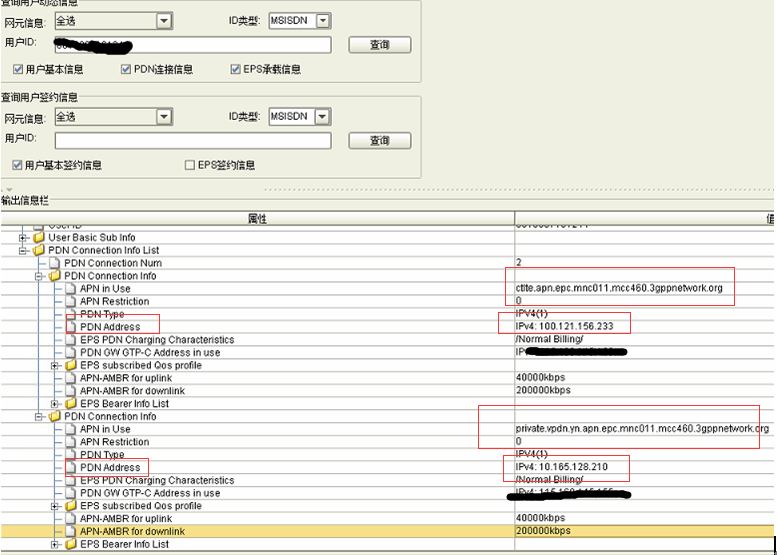 查询用户动态信息
网元信息: 全选 ID类型: MSISDN
用户ID: 查询
用户基本信息 PDN连接信息 EPS承载信息
查询用户签约信息
网元信息: 全选 ID类型: MSISDN
用户ID: 查询
用户基本签约信息 EPS签约信息
输出信息栏
属性 值
User Basic Sub Info
PDN Connection Info List
PDN Connection Num 2
PDN Connection Info
APN in Use ctlte.apn.epc.mnc011.mcc460.3gppnetwork.org
APN Restriction 0
PDN Type IPV4(1)
PDN Address IPv4: 100.121.156.233
EPS PDN Charging Characteristics /Normal Billing/
PDN GW GTP-C Address in use
EPS subscribed Qos profile
APN-AMBR for uplink 40000kbps
APN-AMBR for downlink 200000kbps
EPS Bearer Info List
PDN Connection Info
APN in Use private.vpdn.yn.apn.epc.mnc011.mcc460.3gppnetwork.org
APN Restriction 0
PDN Type IPV4(1)
PDN Address IPv4: 10.165.128.210
EPS PDN Charging Characteristics /Normal Billing/
PDN GW GTP-C Address in use
EPS subscribed Qos profile
APN-AMBR for uplink 40000kbps
APN-AMBR for downlink 200000kbps
EPS Bearer Info List